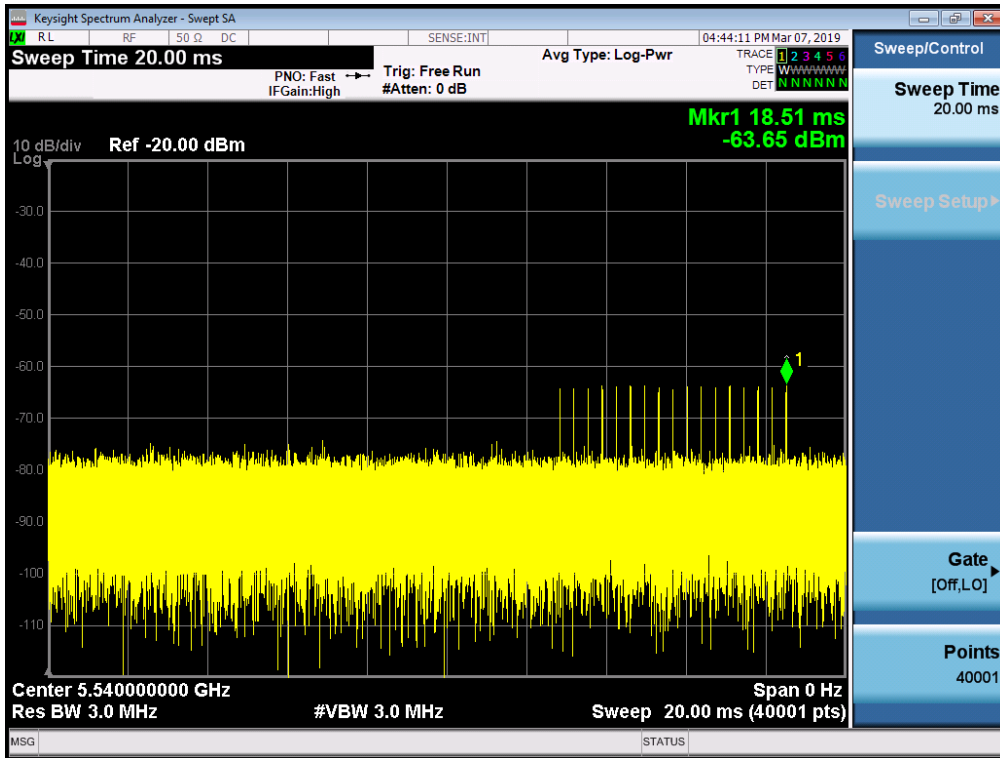 Keysight Spectrum Analyzer - Swept SA
LXI RL RF 50 Ω DC SENSE:INT 04:44:11 PM Mar 07, 2019
Sweep Time 20.00 ms
PNO: Fast
IFGain:High
Trig: Free Run
#Atten: 0 dB
Avg Type: Log-Pwr
TRACE 1 2 3 4 5 6
TYPE WWWWWW
DET N N N N N N
Mkr1 18.51 ms
-63.65 dBm
10 dB/div Ref -20.00 dBm
Log
-30.0
-40.0
-50.0
-60.0
1
-70.0
-80.0
-90.0
-100
-110
Center 5.540000000 GHz Span 0 Hz
Res BW 3.0 MHz #VBW 3.0 MHz Sweep 20.00 ms (40001 pts)
MSG STATUS
Sweep/Control
Sweep Time
20.00 ms
Sweep Setup
Gate
[Off,LO]
Points
40001